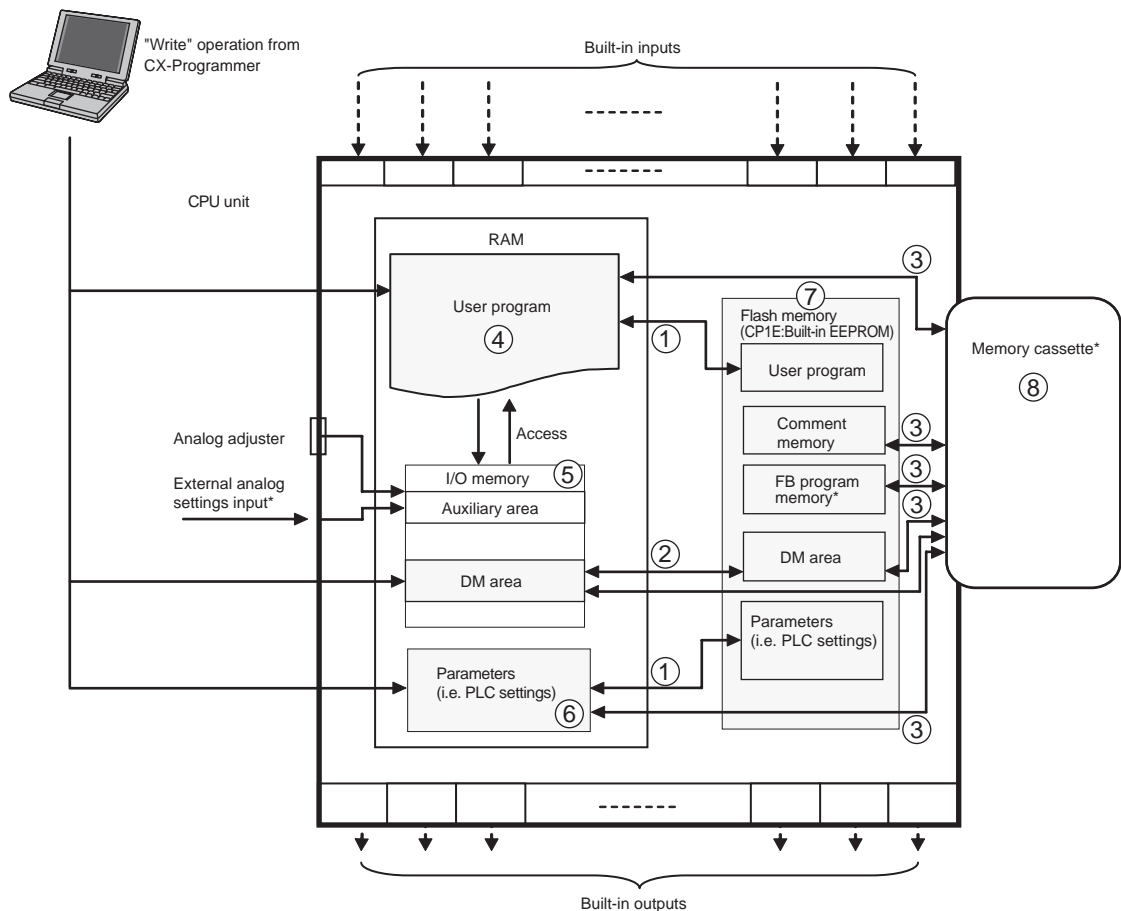 "Write" operation from
CX-Programmer
Built-in inputs
CPU unit
RAM
User program
④
①
③
⑦
Flash memory
(CP1E:Built-in EEPROM)
User program
Memory cassette*
⑧
Access
Comment
memory
③
Analog adjuster
External analog
settings input*
I/O memory
⑤
Auxiliary area
FB program
memory*
③
③
②
DM area
DM area
Parameters
(i.e. PLC settings)
①
Parameters
(i.e. PLC settings)
⑥
③
Built-in outputs